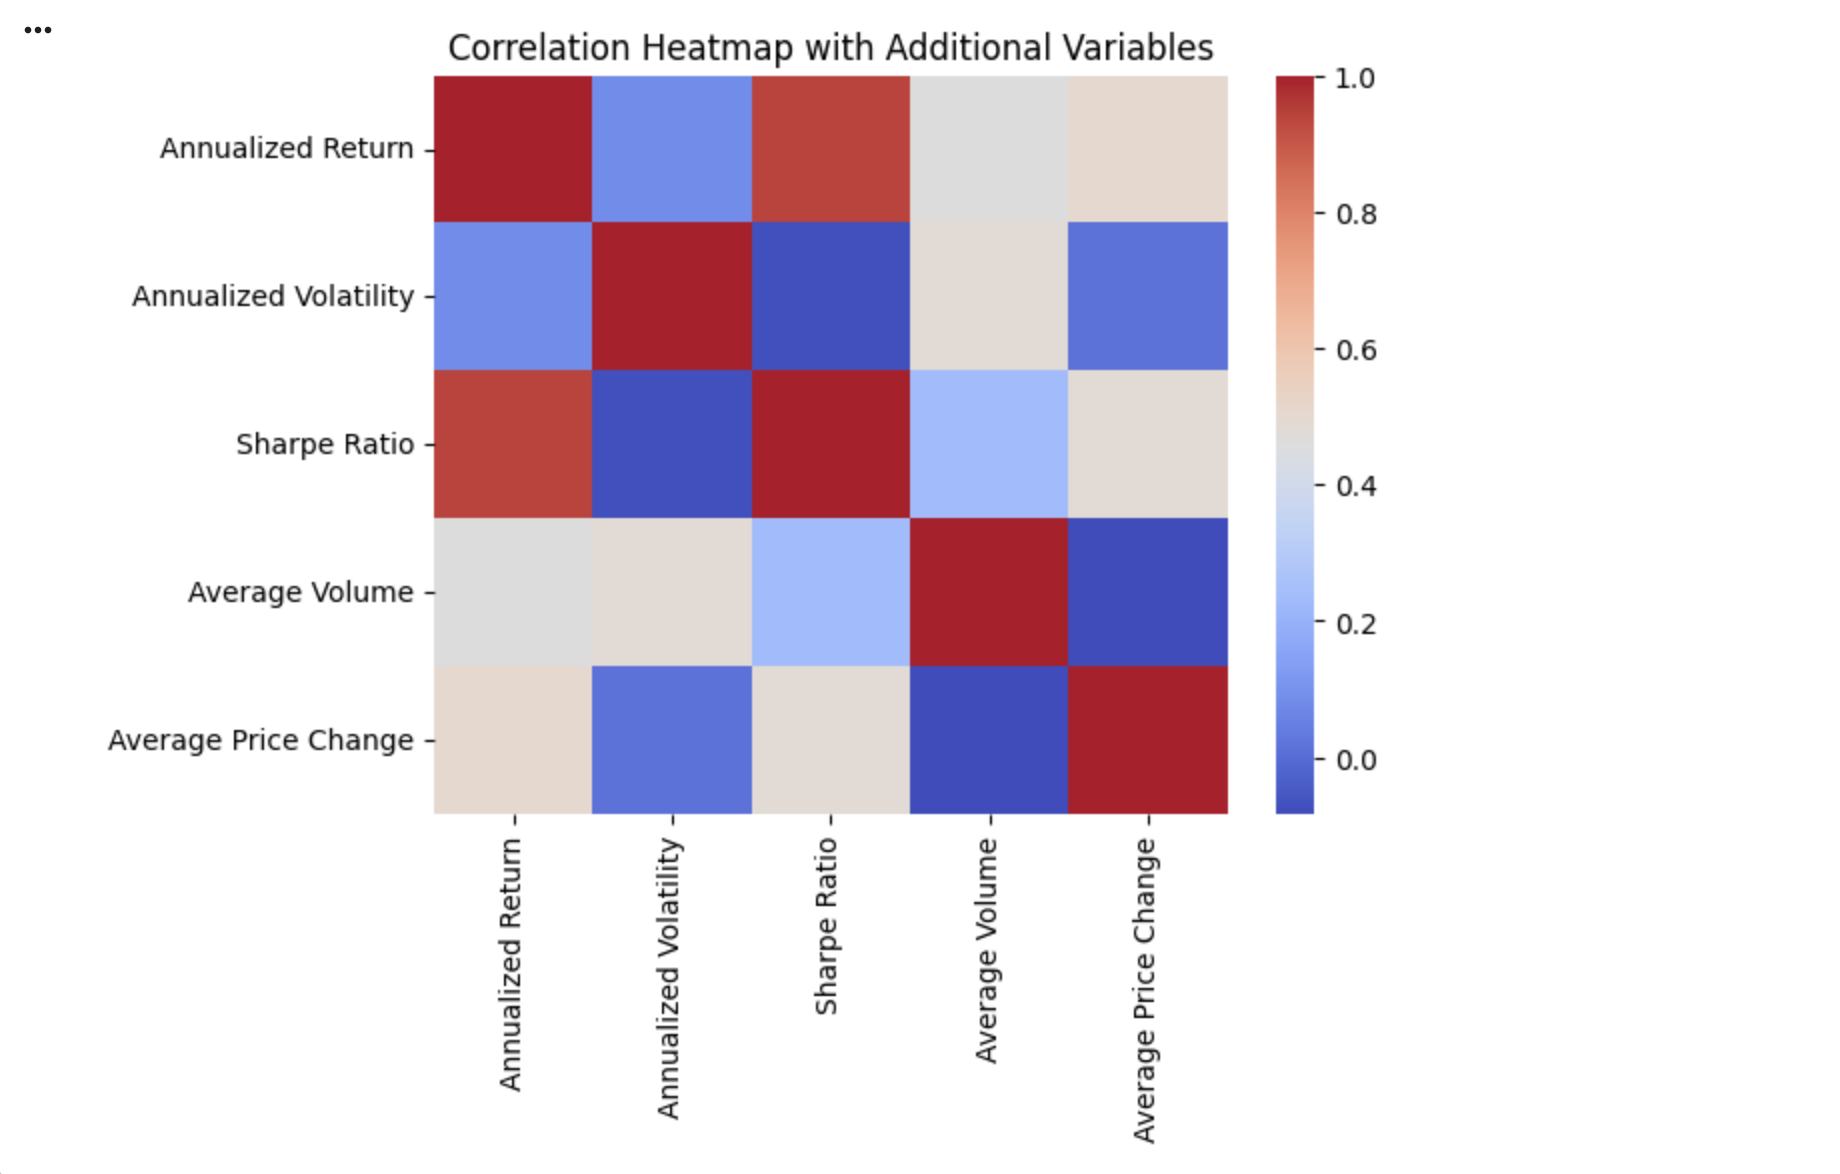 •••
Correlation Heatmap with Additional Variables
Annualized Return
Annualized Volatility
Sharpe Ratio
Average Volume
Average Price Change
Annualized Return
Annualized Volatility
Sharpe Ratio
Average Volume
Average Price Change
1.0
0.8
0.6
0.4
0.2
0.0